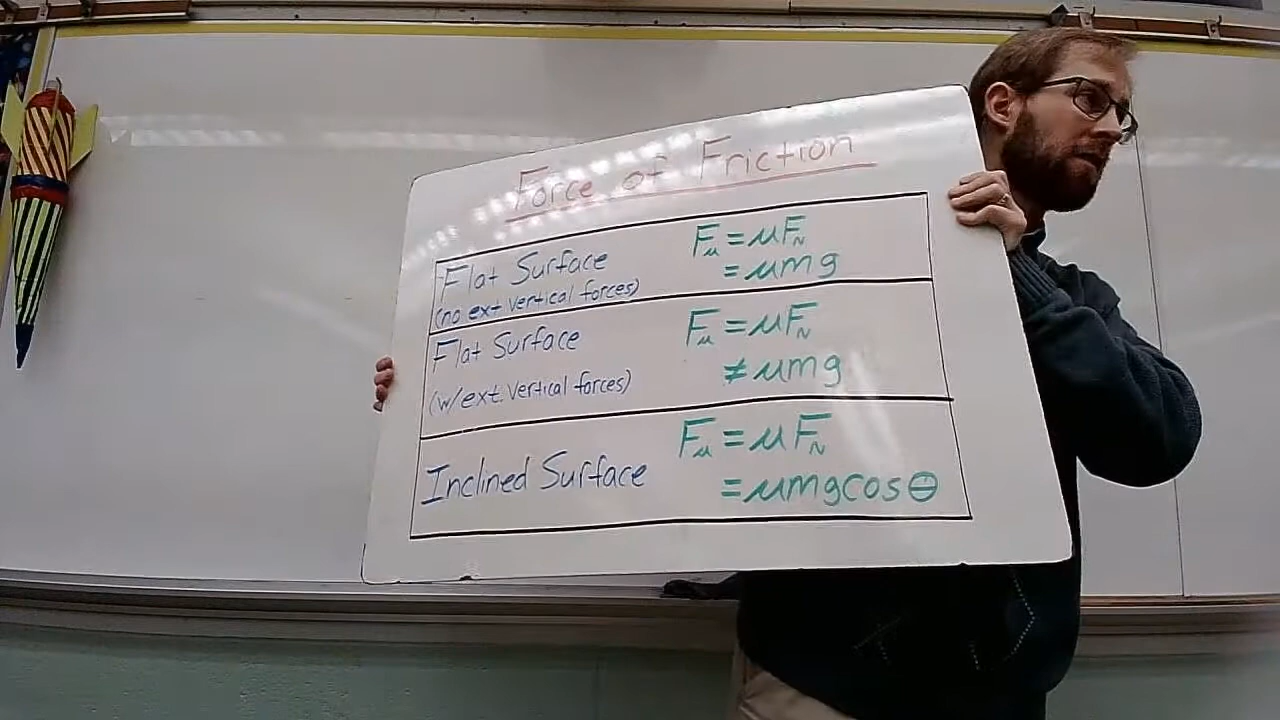 Force of Friction
Flat Surface
(no ext. vertical forces)
Fμ = μFN
= μmg
Flat Surface
(w/ext. vertical forces)
Fμ = μFN
≠ μmg
Inclined Surface
Fμ = μFN
= μmgcosΘ